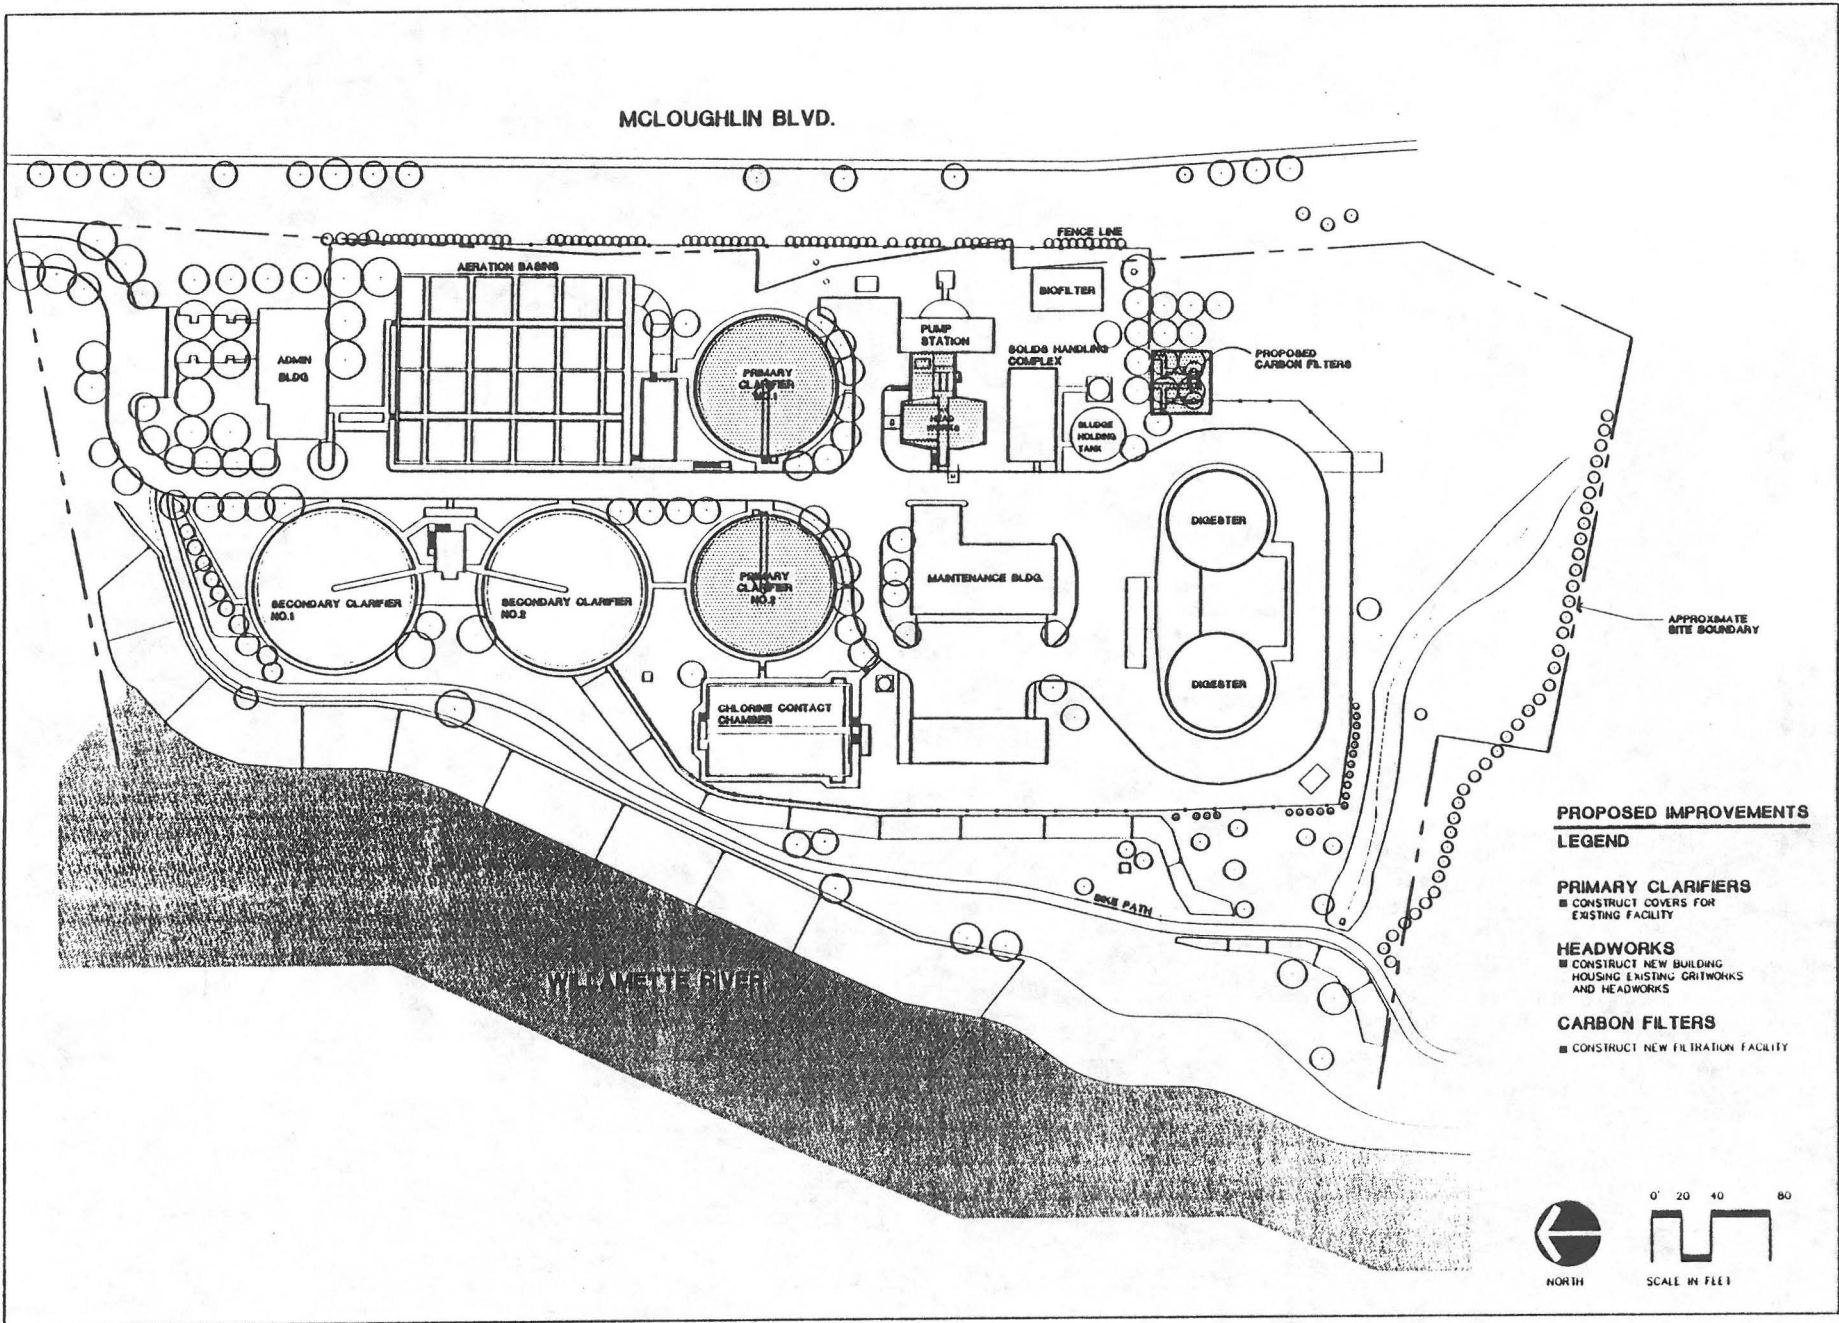 MCLOUGHLIN BLVD.
FENCE LINE
AERATION BASINS
BIOFILTER
PUMP
STATION
SOLIDS HANDLING
COMPLEX
PROPOSED
CARBON FILTERS
ADMIN
BLDG
PRIMARY
CLARIFIER
NO.1
HEAD
WORKS
SLUDGE
HOLDING
TANK
DIGESTER
MAINTENANCE BLDG.
PRIMARY
CLARIFIER
NO.2
SECONDARY CLARIFIER
NO.1
SECONDARY CLARIFIER
NO.2
APPROXIMATE
SITE BOUNDARY
DIGESTER
CHLORINE CONTACT
CHAMBER
BIKE PATH
WILLAMETTE RIVER
PROPOSED IMPROVEMENTS
LEGEND
PRIMARY CLARIFIERS
CONSTRUCT COVERS FOR
EXISTING FACILITY
HEADWORKS
CONSTRUCT NEW BUILDING
HOUSING EXISTING GRITWORKS
AND HEADWORKS
CARBON FILTERS
CONSTRUCT NEW FILTRATION FACILITY
0' 20 40 80
NORTH
SCALE IN FEET